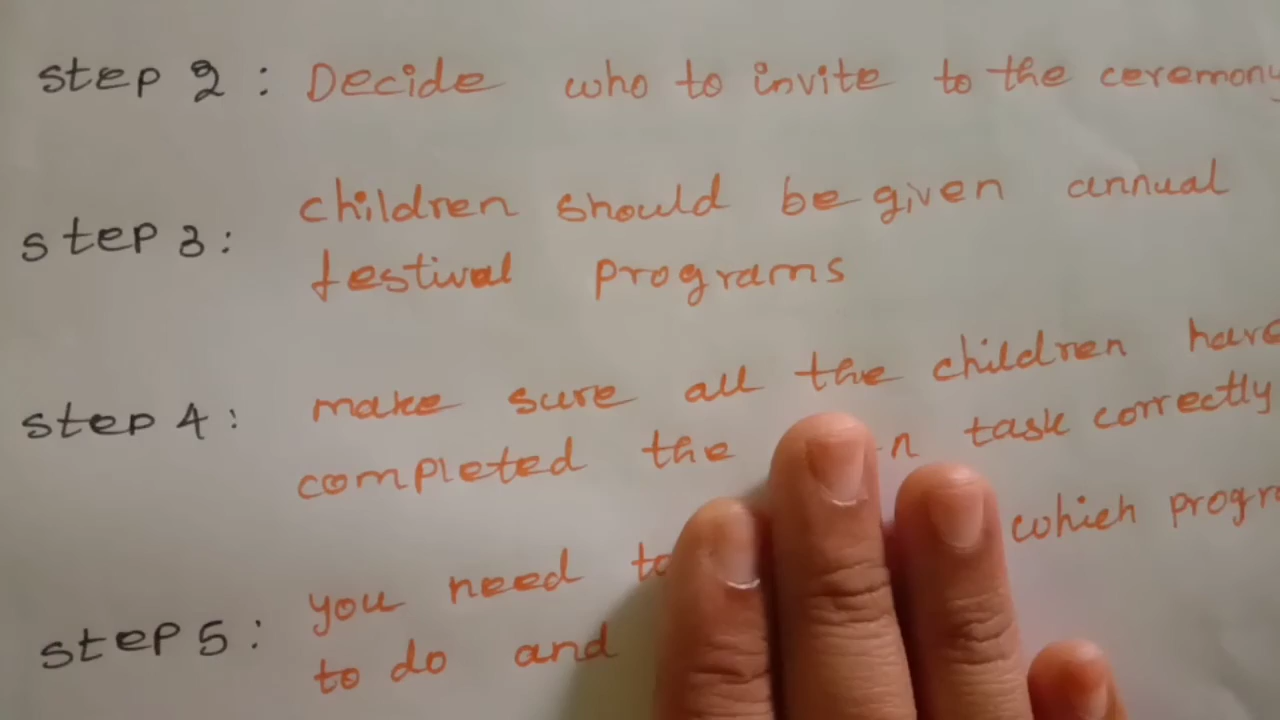 step 2 : Decide who to invite to the ceremony
step 3 : children should be given annual
festival programs
step 4 : make sure all the children have
completed the task correctly
step 5 : you need to which
to do and